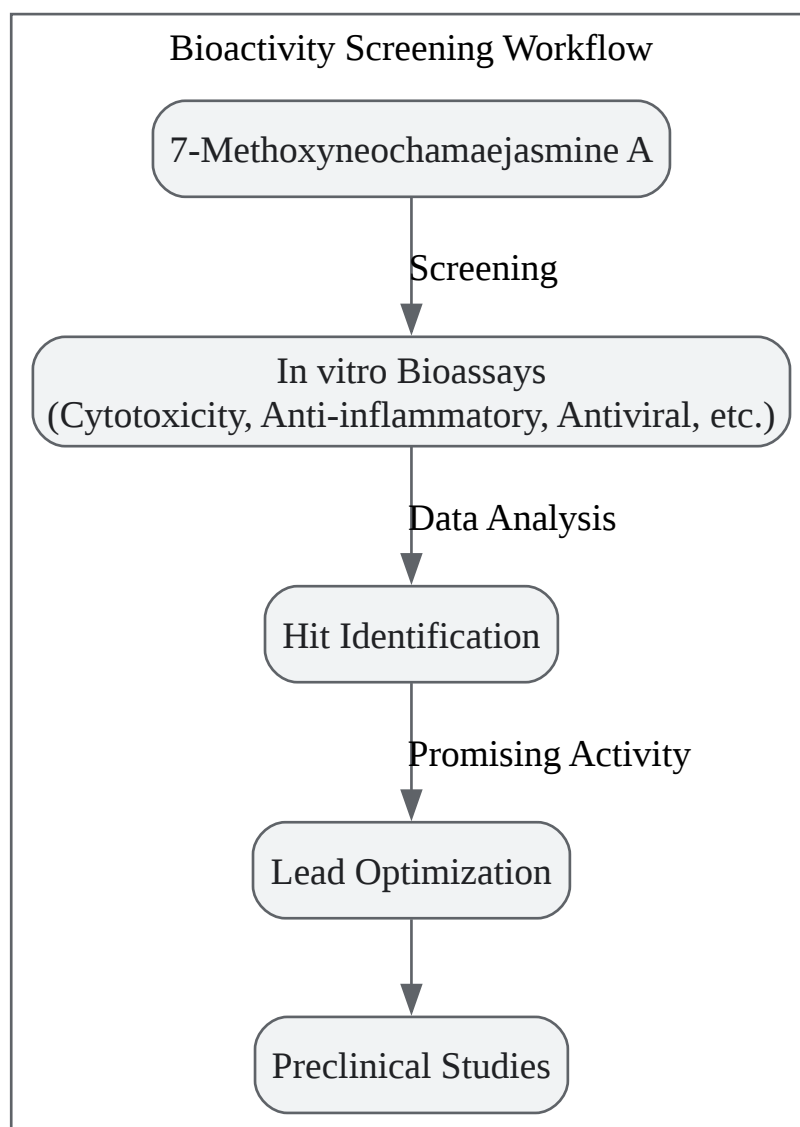 Bioactivity Screening Workflow
7-Methoxyneochamaejasmine A
Screening
In vitro Bioassays
(Cytotoxicity, Anti-inflammatory, Antiviral, etc.)
Data Analysis
Hit Identification
Promising Activity
Lead Optimization
Preclinical Studies